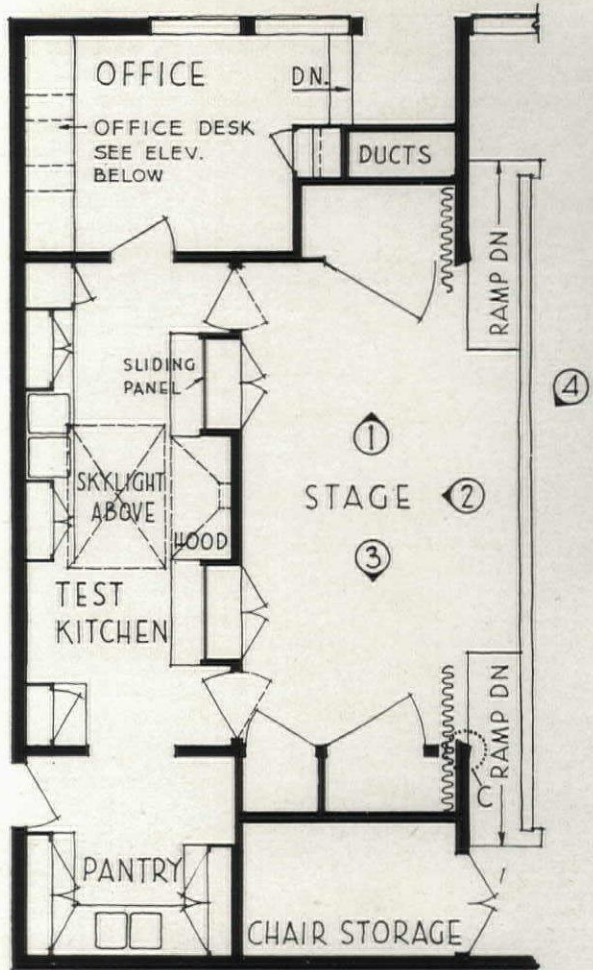 OFFICE
DN.
OFFICE DESK
SEE ELEV.
BELOW
DUCTS
RAMP DN
SLIDING
PANEL
4
1
SKYLIGHT
ABOVE
STAGE
2
HOOD
3
TEST
KITCHEN
RAMP DN
C
PANTRY
CHAIR STORAGE